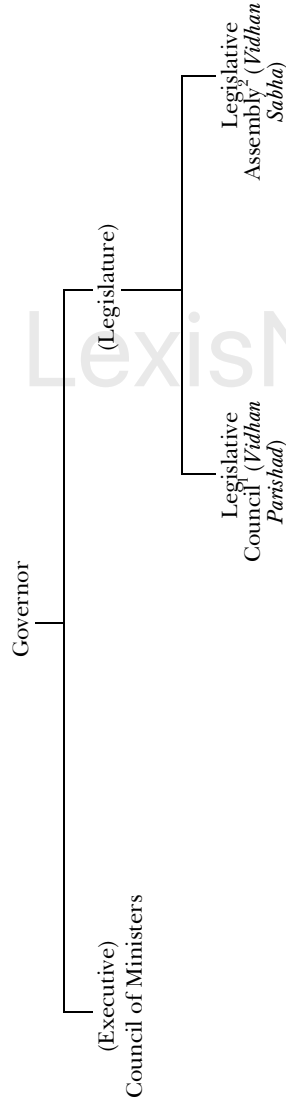 Governor
(Executive)
Council of Ministers
(Legislature)
Legislative
Council¹ (Vidhan
Parishad)
Legislative
Assembly² (Vidhan
Sabha)
LexisN